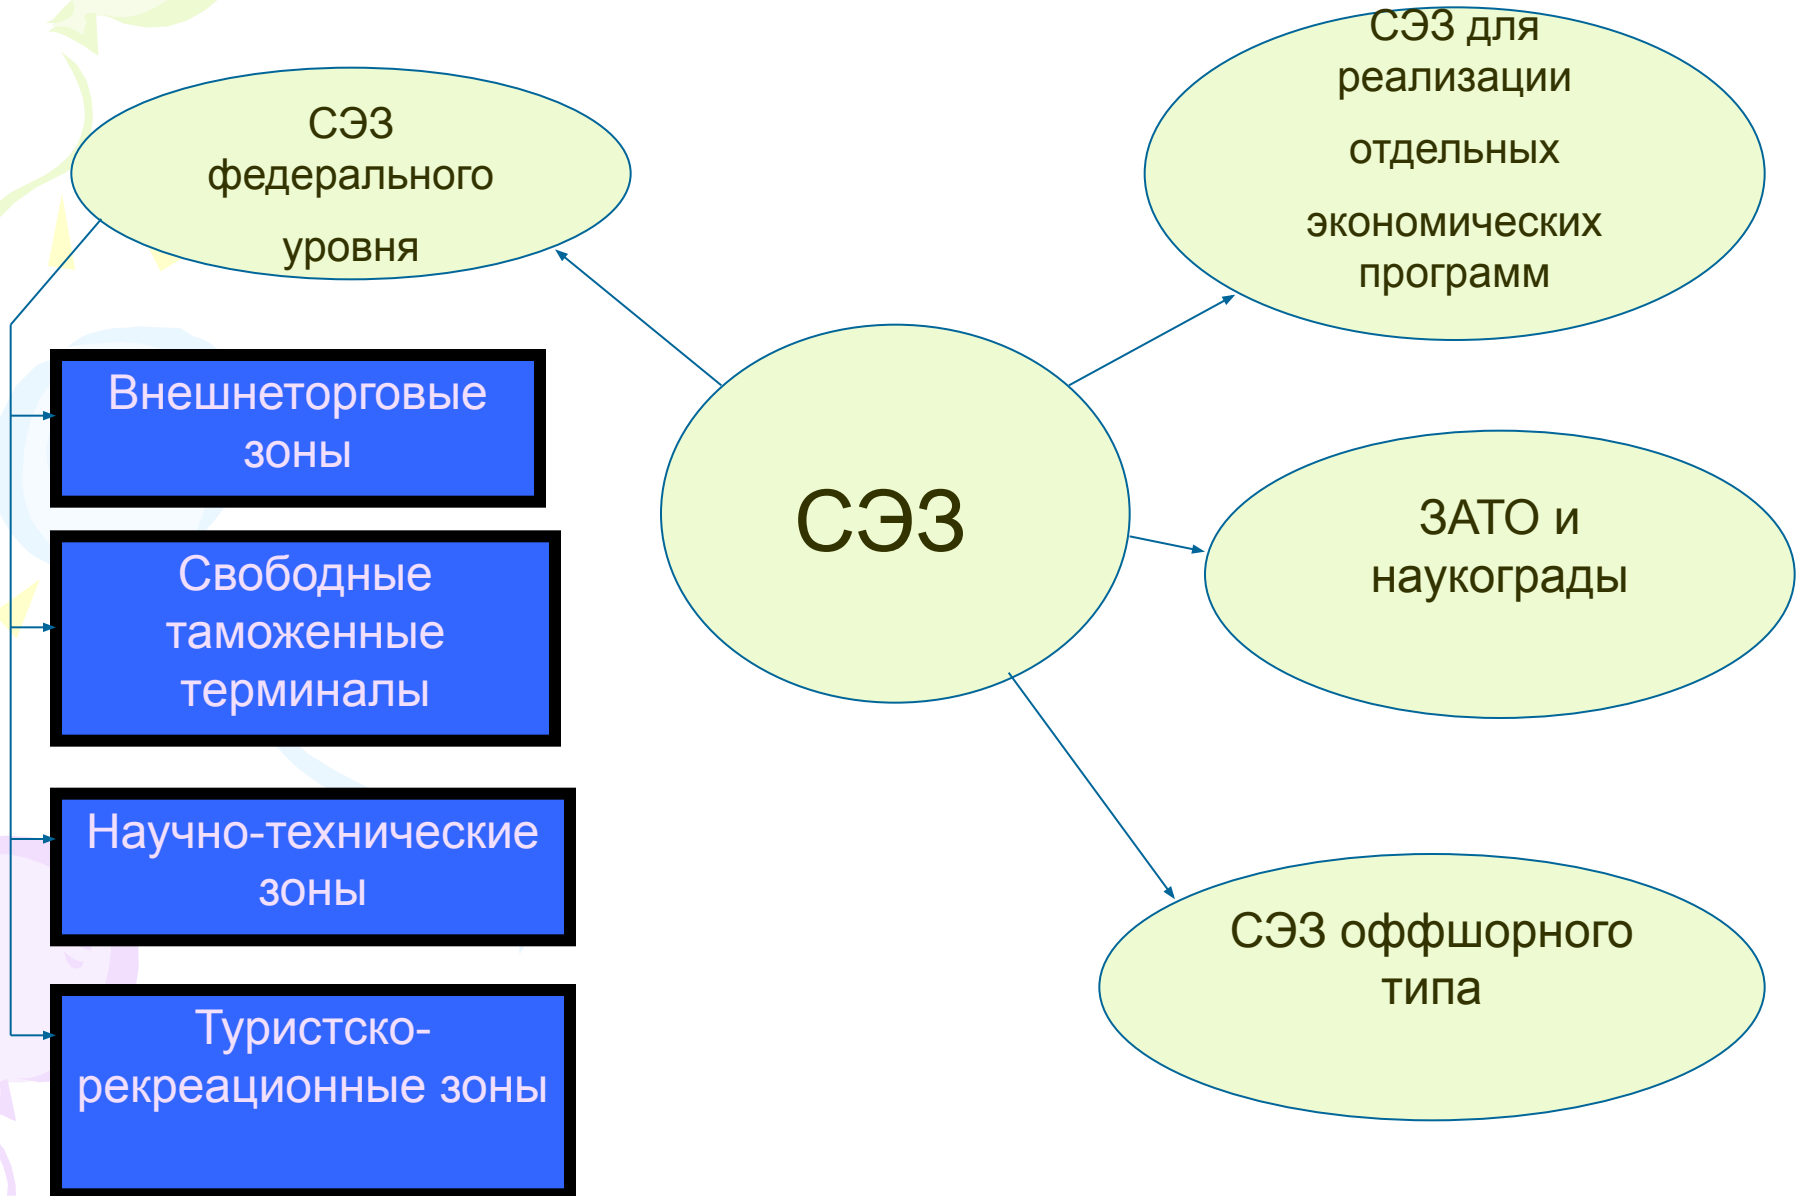 СЭЗ
федерального
уровня
СЭЗ для
реализации
отдельных
экономических
программ
СЭЗ
Внешнеторговые
зоны
Свободные
таможенные
терминалы
Научно-технические
зоны
Туристско-
рекреационные зоны
ЗАТО и
наукограды
СЭЗ оффшорного
типа